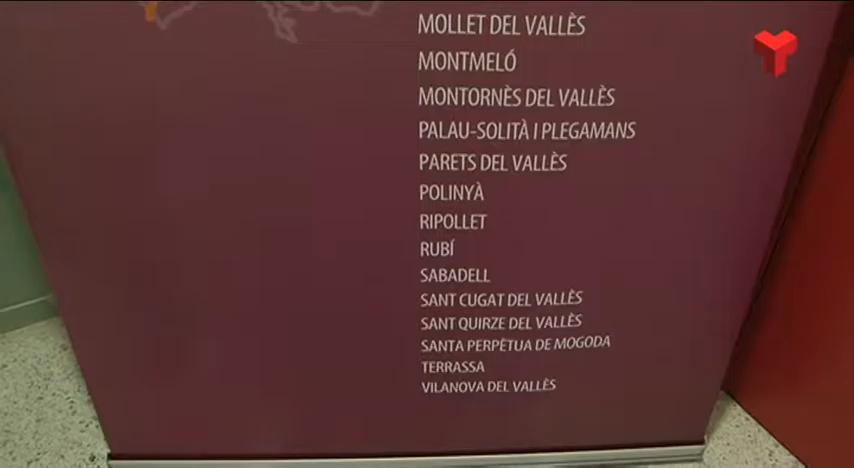 MOLLET DEL VALLÈS
MONTMELÓ
MONTORNÈS DEL VALLÈS
PALAU-SOLITÀ I PLEGAMANS
PARETS DEL VALLÈS
POLINYÀ
RIPOLLET
RUBÍ
SABADELL
SANT CUGAT DEL VALLÈS
SANT QUIRZE DEL VALLÈS
SANTA PERPÈTUA DE MOGODA
TERRASSA
VILANOVA DEL VALLÈS